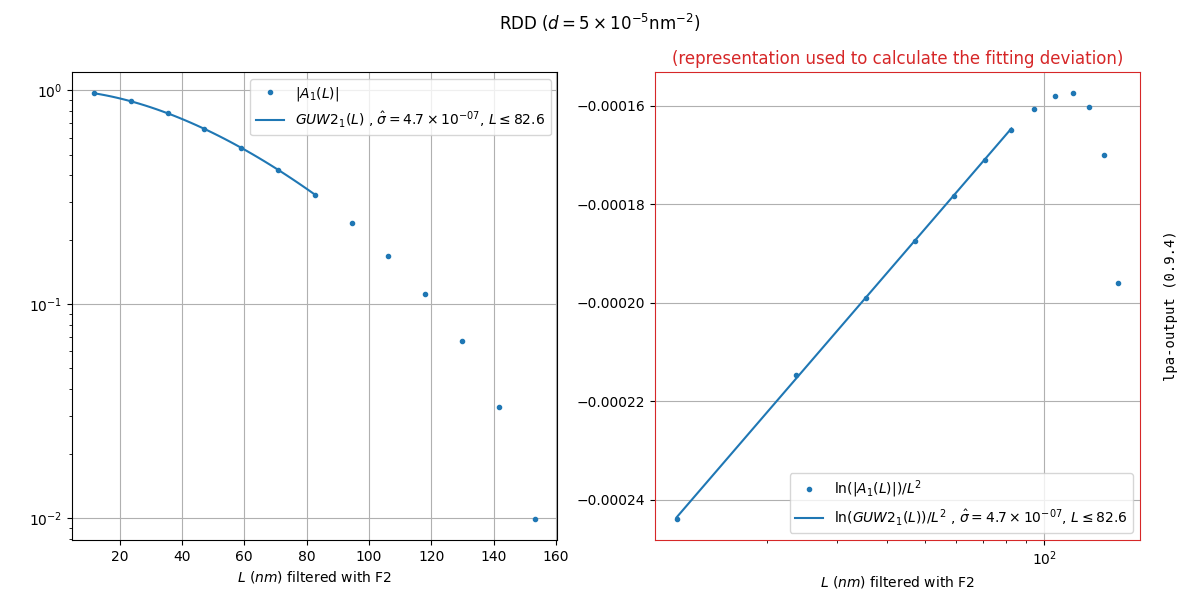 RDD ($d = 5 \times 10^{-5}$nm$^{-2}$)
10⁰
10⁻¹
10⁻²
20 40 60 80 100 120 140 160
L (nm) filtered with F2
|A₁(L)|
GUW2₁(L) , σ̂ = 4.7 × 10⁻⁰⁷, L ≤ 82.6
(representation used to calculate the fitting deviation)
−0.00016
−0.00018
−0.00020
−0.00022
−0.00024
10²
L (nm) filtered with F2
ln(|A₁(L)|)/L²
ln(GUW2₁(L))/L² , σ̂ = 4.7 × 10⁻⁰⁷, L ≤ 82.6
lpa-output (0.9.4)